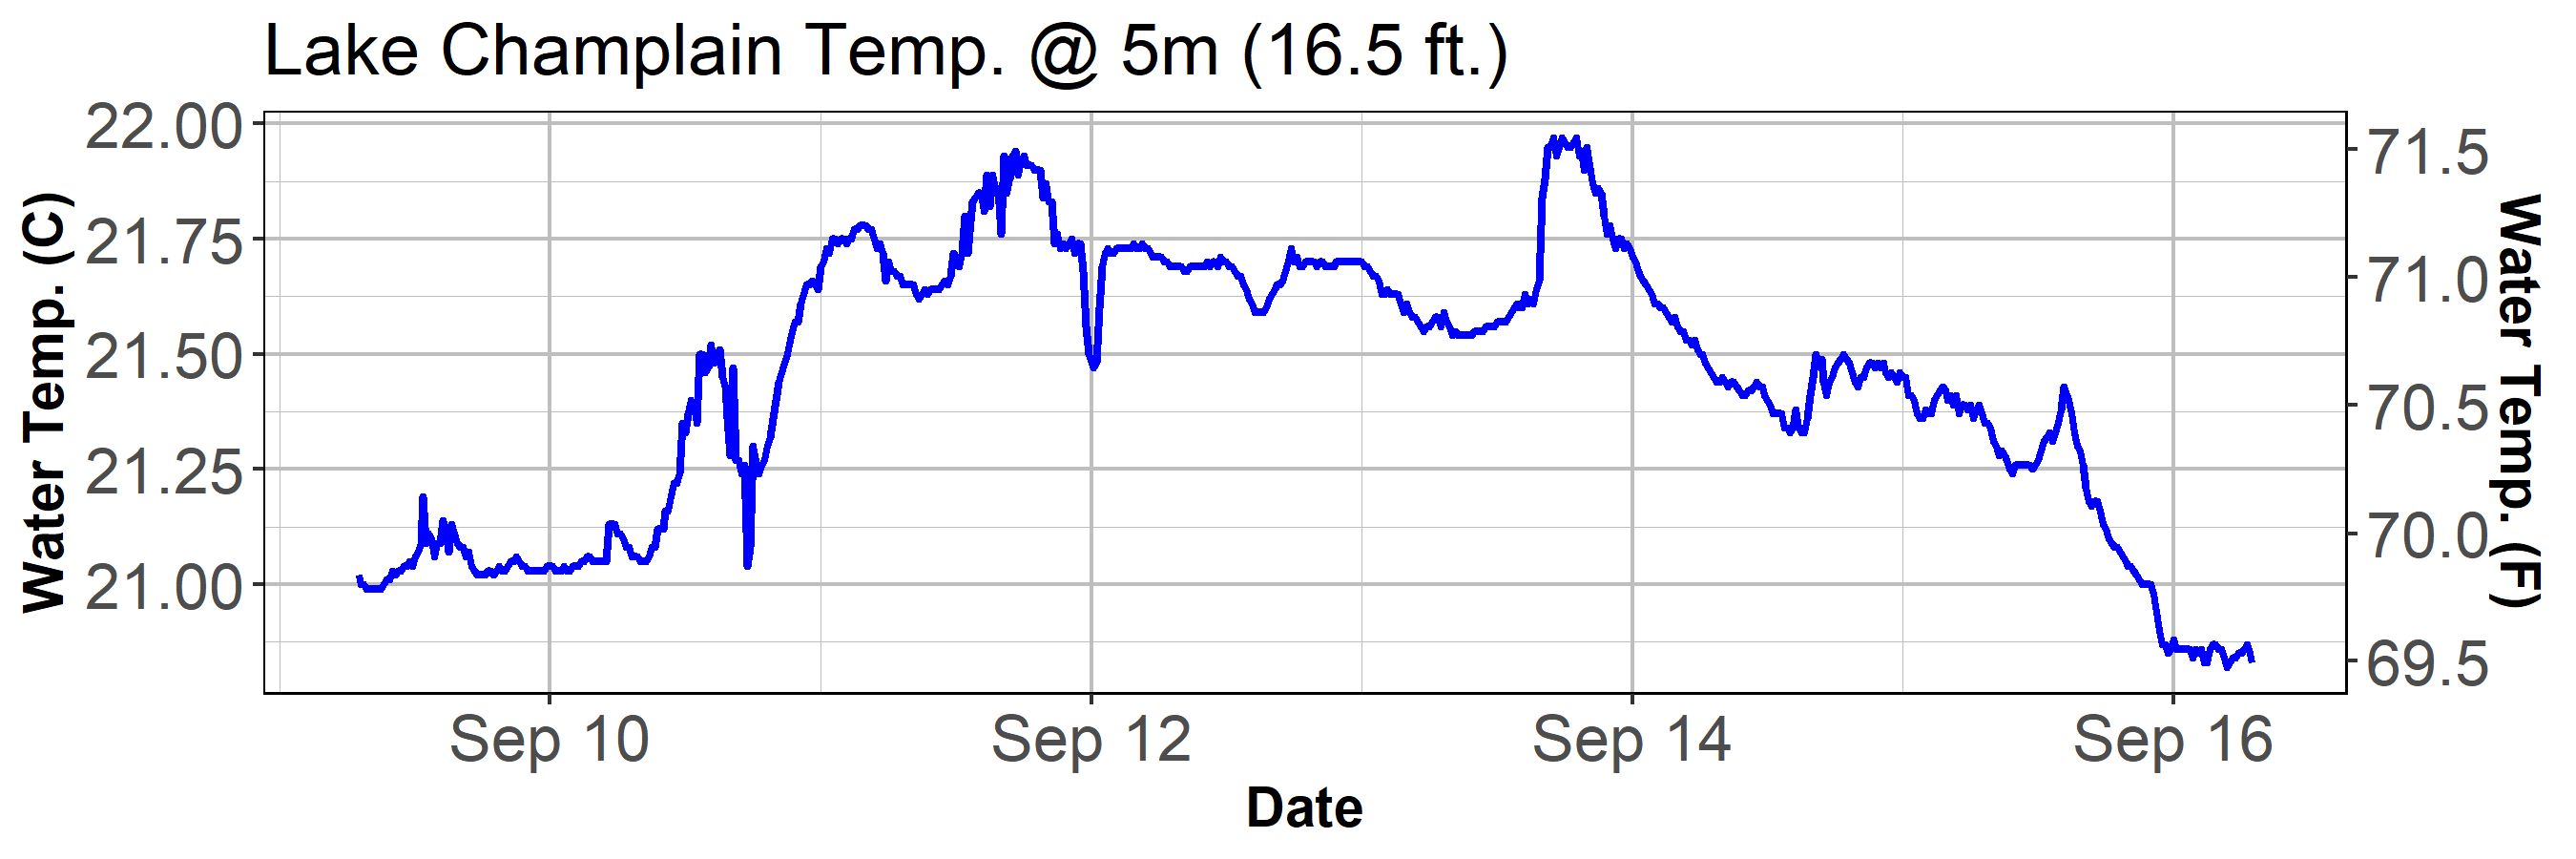 Lake Champlain Temp. @ 5m (16.5 ft.)
Water Temp. (C)
22.00
21.75
21.50
21.25
21.00
71.5
71.0
70.5
70.0
69.5
Water Temp. (F)
Sep 10
Sep 12
Sep 14
Sep 16
Date